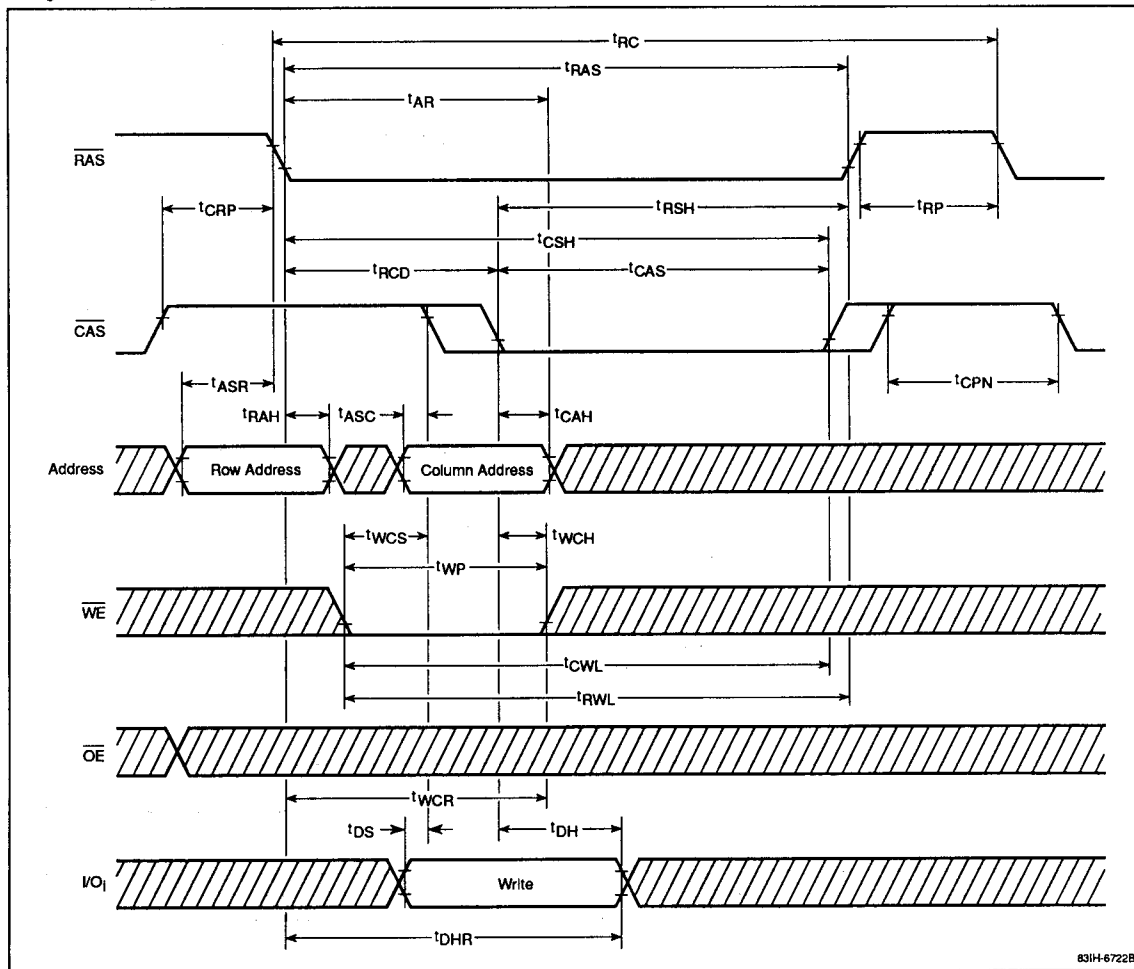 tRC
tRAS
tAR
RAS
tCRP
tRSH
tRP
tCSH
tRCD
tCAS
CAS
tASR
tCPN
tRAH
tASC
tCAH
Address
Row Address
Column Address
tWCS
tWCH
tWP
WE
tCWL
tRWL
OE
tWCR
tDS
tDH
I/Oi
Write
tDHR
83IH-6722B